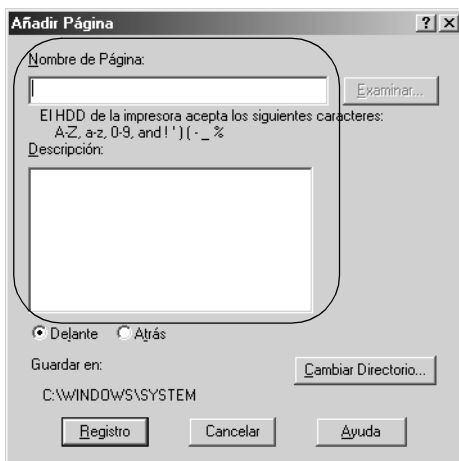 Añadir Página
Nombre de Página:
Examinar...
El HDD de la impresora acepta los siguientes caracteres:
A-Z, a-z, 0-9, and ! ' ) ( - _ %
Descripción:
Delante Atrás
Guardar en:
Cambiar Directorio...
C:\WINDOWS\SYSTEM
Registro Cancelar Ayuda